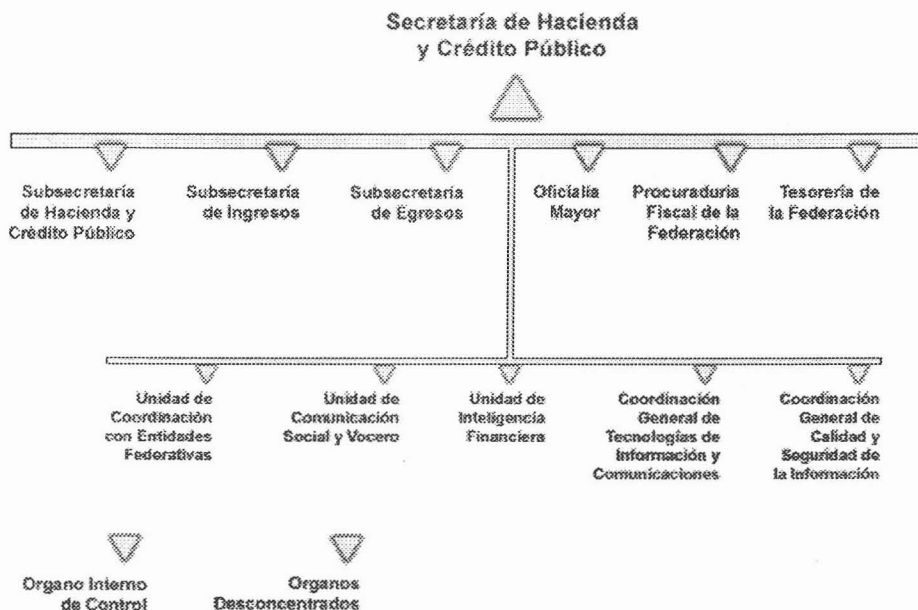 Secretaría de Hacienda
y Crédito Público
Subsecretaría
de Hacienda y
Crédito Público
Subsecretaría
de Ingresos
Subsecretaría
de Egresos
Oficialía
Mayor
Procuraduría
Fiscal de la
Federación
Tesorería de
la Federación
Unidad de
Coordinación
con Entidades
Federativas
Unidad de
Comunicación
Social y Vocero
Unidad de
Inteligencia
Financiera
Coordinación
General de
Tecnologías de
Información y
Comunicaciones
Coordinación
General de
Calidad y
Seguridad de
la Información
Organo Interno
de Control
Organos
Desconcentrados